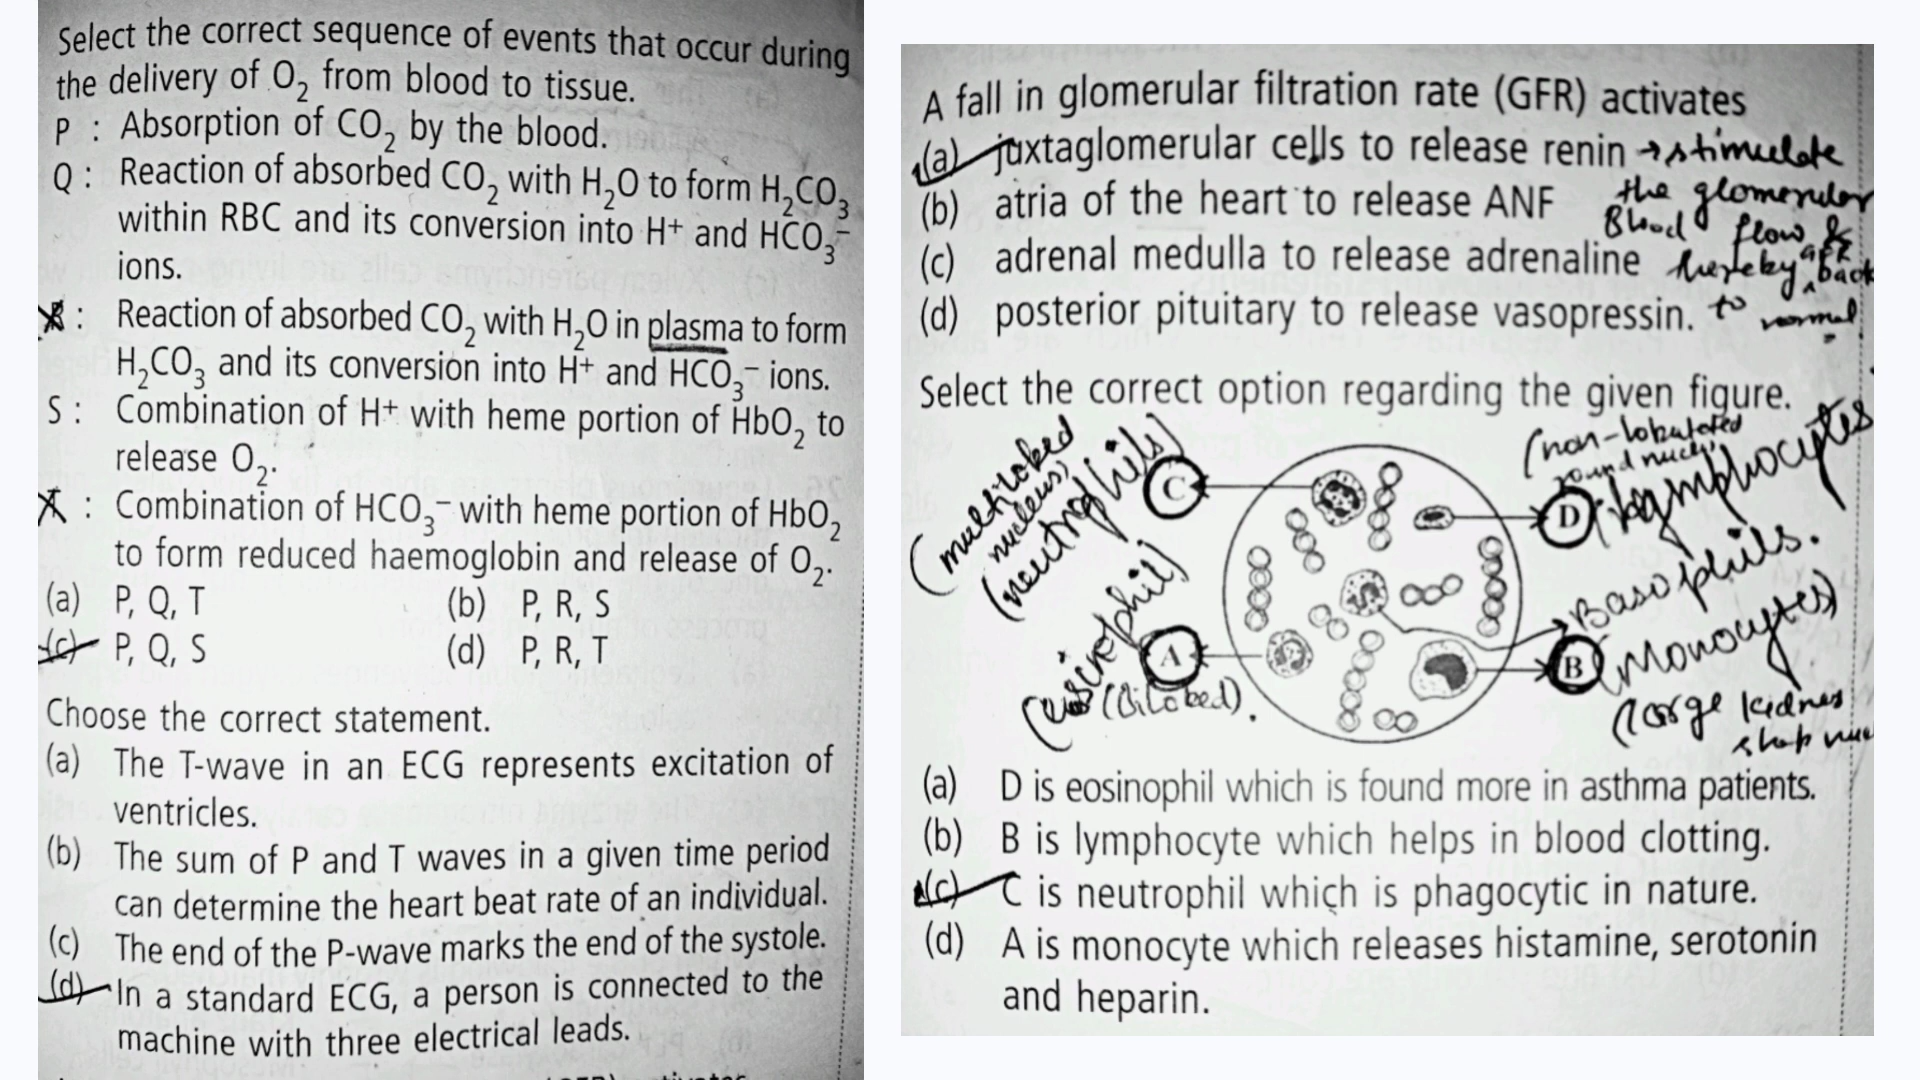 Select the correct sequence of events that occur during
the delivery of O₂ from blood to tissue.
P : Absorption of CO₂ by the blood.
Q : Reaction of absorbed CO₂ with H₂O to form H₂CO₃
within RBC and its conversion into H⁺ and HCO₃⁻
ions.
R : Reaction of absorbed CO₂ with H₂O in plasma to form
H₂CO₃ and its conversion into H⁺ and HCO₃⁻ ions.
S : Combination of H⁺ with heme portion of HbO₂ to
release O₂.
T : Combination of HCO₃⁻ with heme portion of HbO₂
to form reduced haemoglobin and release of O₂.
(a) P, Q, T (b) P, R, S
(c) P, Q, S (d) P, R, T
Choose the correct statement.
(a) The T-wave in an ECG represents excitation of
ventricles.
(b) The sum of P and T waves in a given time period
can determine the heart beat rate of an individual.
(c) The end of the P-wave marks the end of the systole.
(d) In a standard ECG, a person is connected to the
machine with three electrical leads.
A fall in glomerular filtration rate (GFR) activates
(a) juxtaglomerular cells to release renin → stimulate
the glomerular
(b) atria of the heart to release ANF
Blood flow &
(c) adrenal medulla to release adrenaline thereby GFR back
(d) posterior pituitary to release vasopressin. to normal
Select the correct option regarding the given figure.
(multilobed
nucleus)
(neutrophils)
C
(non-lobulated
round nuclei
D (Lymphocytes
(eosinophil)
A
(Bilobed).
Basophils.
B (Monocytes)
(large kidney
shap
(a) D is eosinophil which is found more in asthma patients.
(b) B is lymphocyte which helps in blood clotting.
(c) C is neutrophil which is phagocytic in nature.
(d) A is monocyte which releases histamine, serotonin
and heparin.